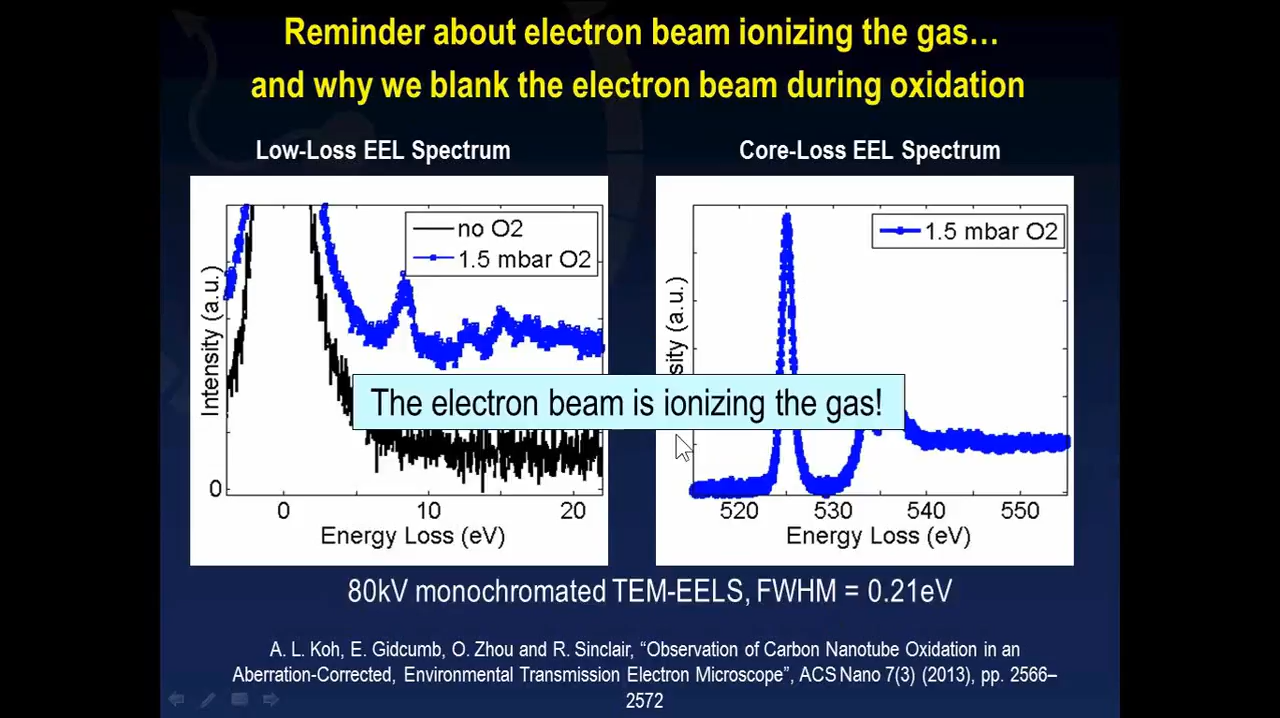 Reminder about electron beam ionizing the gas…
and why we blank the electron beam during oxidation
Low-Loss EEL Spectrum
Core-Loss EEL Spectrum
no O2
1.5 mbar O2
Intensity (a.u.)
0
0 10 20
Energy Loss (eV)
1.5 mbar O2
sity (a.u.)
520 530 540 550
Energy Loss (eV)
The electron beam is ionizing the gas!
80kV monochromated TEM-EELS, FWHM = 0.21eV
A. L. Koh, E. Gidcumb, O. Zhou and R. Sinclair, “Observation of Carbon Nanotube Oxidation in an
Aberration-Corrected, Environmental Transmission Electron Microscope”, ACS Nano 7(3) (2013), pp. 2566–
2572